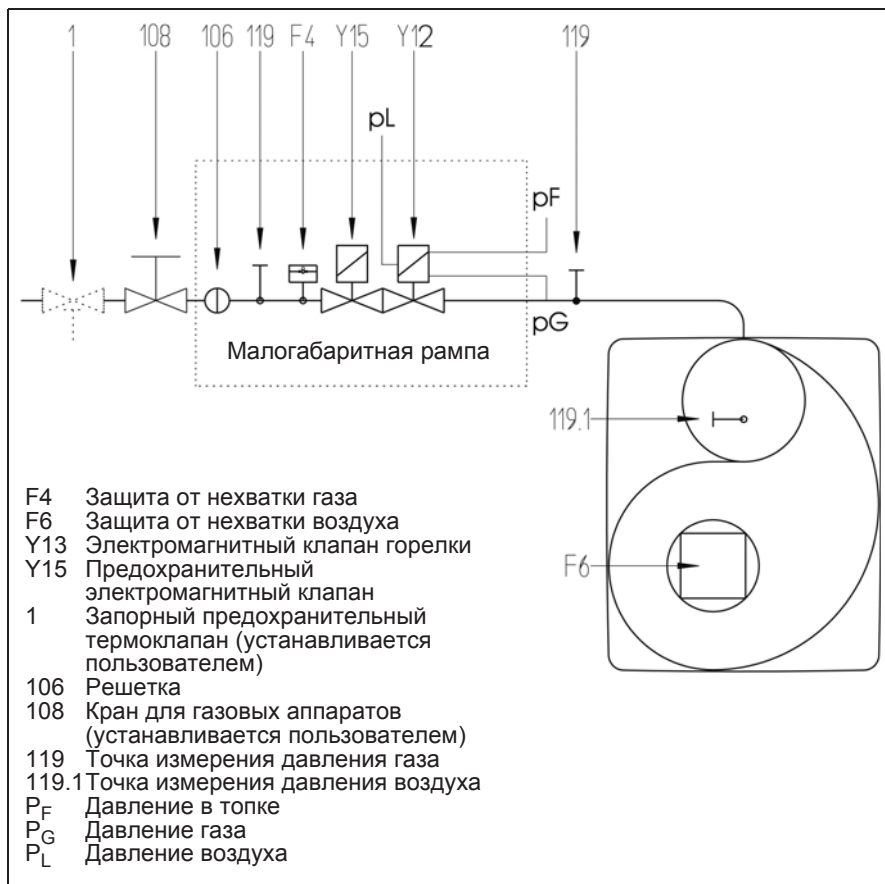 1 108 106 119 F4 Y15 Y12 119
pL
pF
pG
Малогабаритная рампа
119.1
F6
F4 Защита от нехватки газа
F6 Защита от нехватки воздуха
Y13 Электромагнитный клапан горелки
Y15 Предохранительный
электромагнитный клапан
1 Запорный предохранительный
термоклапан (устанавливается
пользователем)
106 Решетка
108 Кран для газовых аппаратов
(устанавливается пользователем)
119 Точка измерения давления газа
119.1 Точка измерения давления воздуха
PF Давление в топке
PG Давление газа
PL Давление воздуха